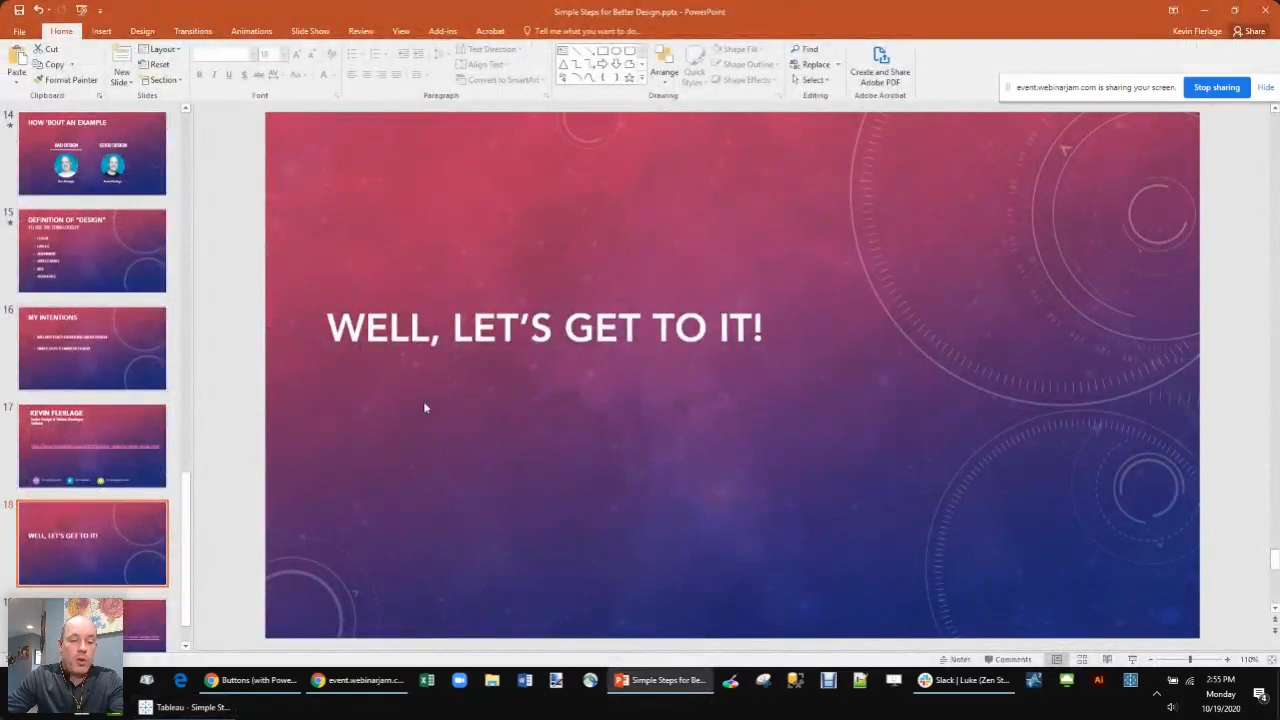 Simple Steps for Better Design.pptx - PowerPoint
File Home Insert Design Transitions Animations Slide Show Review View Add-ins Acrobat Tell me what you want to do... Kevin Flerlage Share
Cut
Copy
Format Painter
Paste
Clipboard
New Slide
Layout
Reset
Section
Slides
18
Font
Text Direction
Align Text
Convert to SmartArt
Paragraph
Arrange
Quick Styles
Shape Fill
Shape Outline
Shape Effects
Drawing
Find
Replace
Select
Editing
Create and Share Adobe PDF
Adobe Acrobat
event.webinarjam.com is sharing your screen. Stop sharing Hide
14
HOW 'BOUT AN EXAMPLE
BAD DESIGN GOOD DESIGN
15
DEFINITION OF "DESIGN"
16
MY INTENTIONS
17
KEVIN FLERLAGE
18
WELL, LET'S GET TO IT!
WELL, LET'S GET TO IT!
Notes Comments 110%
Buttons (with Powe...
event.webinarjam.c...
Simple Steps for Be...
Slack | Luke (Zen St...
Tableau - Simple St...
2:55 PM
Monday
10/19/2020
4